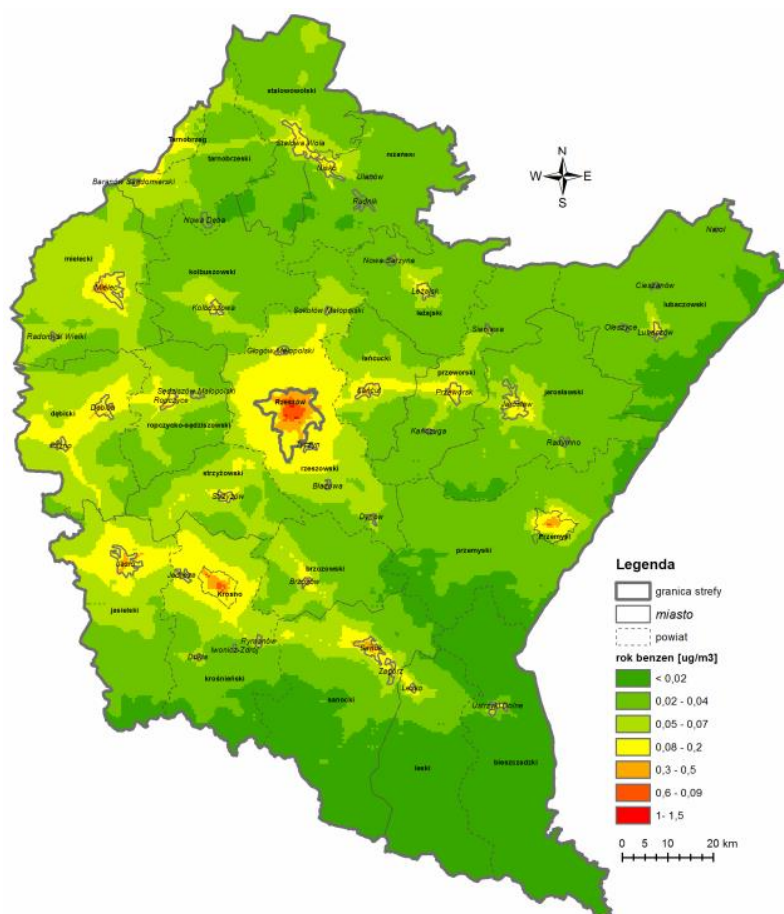 stalowowolski
N
W E
S
Tarnobrzeg
Stalowa Wola
niżański
tarnobrzeski
Nisko
Ulanów
Baranów Sandomierski
Rudnik
Nowa Dęba
Narol
mielecki
Nowa Sarzyna
Cieszanów
kolbuszowski
Mielec
Leżajsk
lubaczowski
Kolbuszowa
Sokołów Małopolski
leżajski
Oleszyce
Lubaczów
Radomyśl Wielki
Sieniawa
Głogów Małopolski
łańcucki
przeworski
Sędziszów Małopolski
Łańcut
Przeworsk
jarosławski
dębicki
Dębica
Ropczyce
Rzeszów
Jarosław
ropczycko-sędziszowski
Kańczuga
Pilzno
Tyczyn
Radymno
strzyżowski
rzeszowski
Strzyżów
Błażowa
Dynów
Przemyśl
przemyski
Jasło
Jedlicze
brzozowski
Brzozów
Krosno
jasielski
Rymanów
Iwonicz-Zdrój
Dukla
Sanok
krośnieński
Zagórz
Lesko
sanocki
Ustrzyki Dolne
leski
bieszczadzki
Legenda
granica strefy
miasto
powiat
rok benzen [ug/m3]
< 0,02
0,02 - 0,04
0,05 - 0,07
0,08 - 0,2
0,3 - 0,5
0,6 - 0,09
1- 1,5
0 5 10 20 km